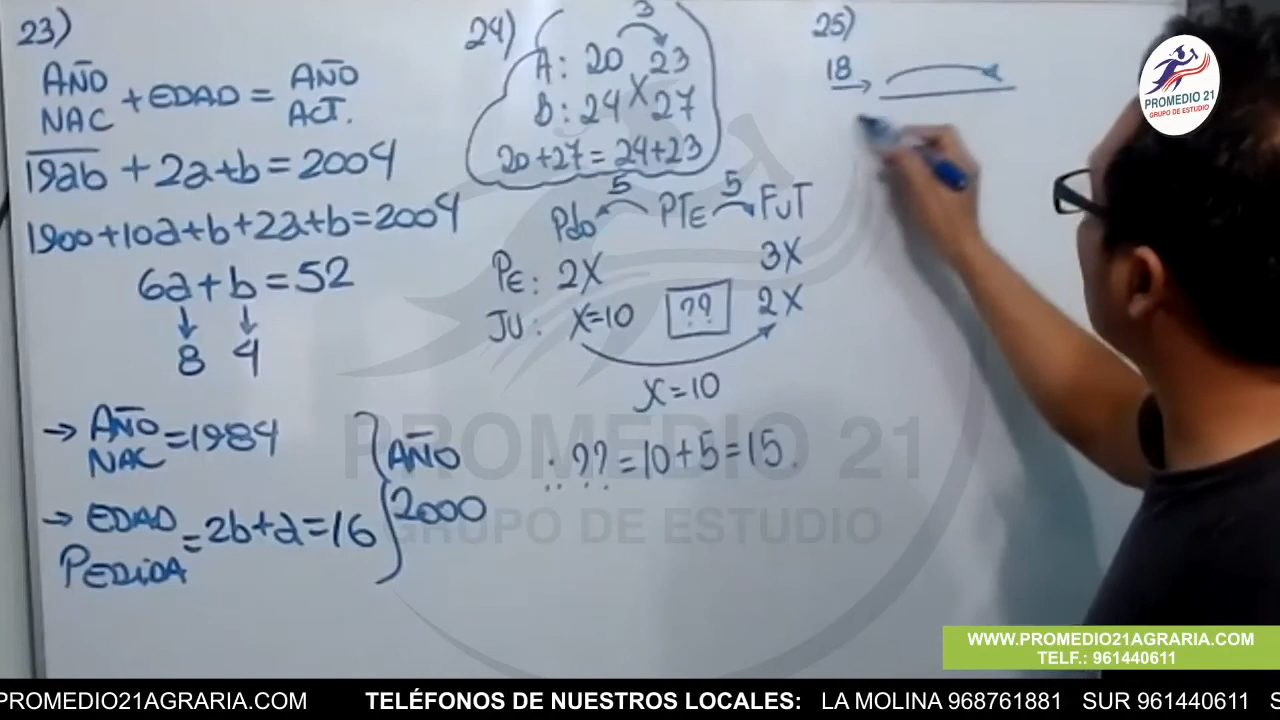 23)
AÑO NAC + EDAD = AÑO ACT.
19ab + 2a+b = 2004
1900+10a+b+2a+b=2004
6a+b=52
8 4
→ AÑO NAC =1984
→ EDAD PEDIDA = 2b+a=16
AÑO 2000
24)
3
A: 20 23
X
B: 24 27
20+27 = 24+23
5 5
Pdo PTE FUT
PE: 2X 3X
JU: X=10 ?? 2X
X=10
∴ ?? =10+5=15.
25)
18
PROMEDIO 21
GRUPO DE ESTUDIO
PROMEDIO 21
GRUPO DE ESTUDIO
WWW.PROMEDIO21AGRARIA.COM
TELF.: 961440611
PROMEDIO21AGRARIA.COM TELÉFONOS DE NUESTROS LOCALES: LA MOLINA 968761881 SUR 961440611 S